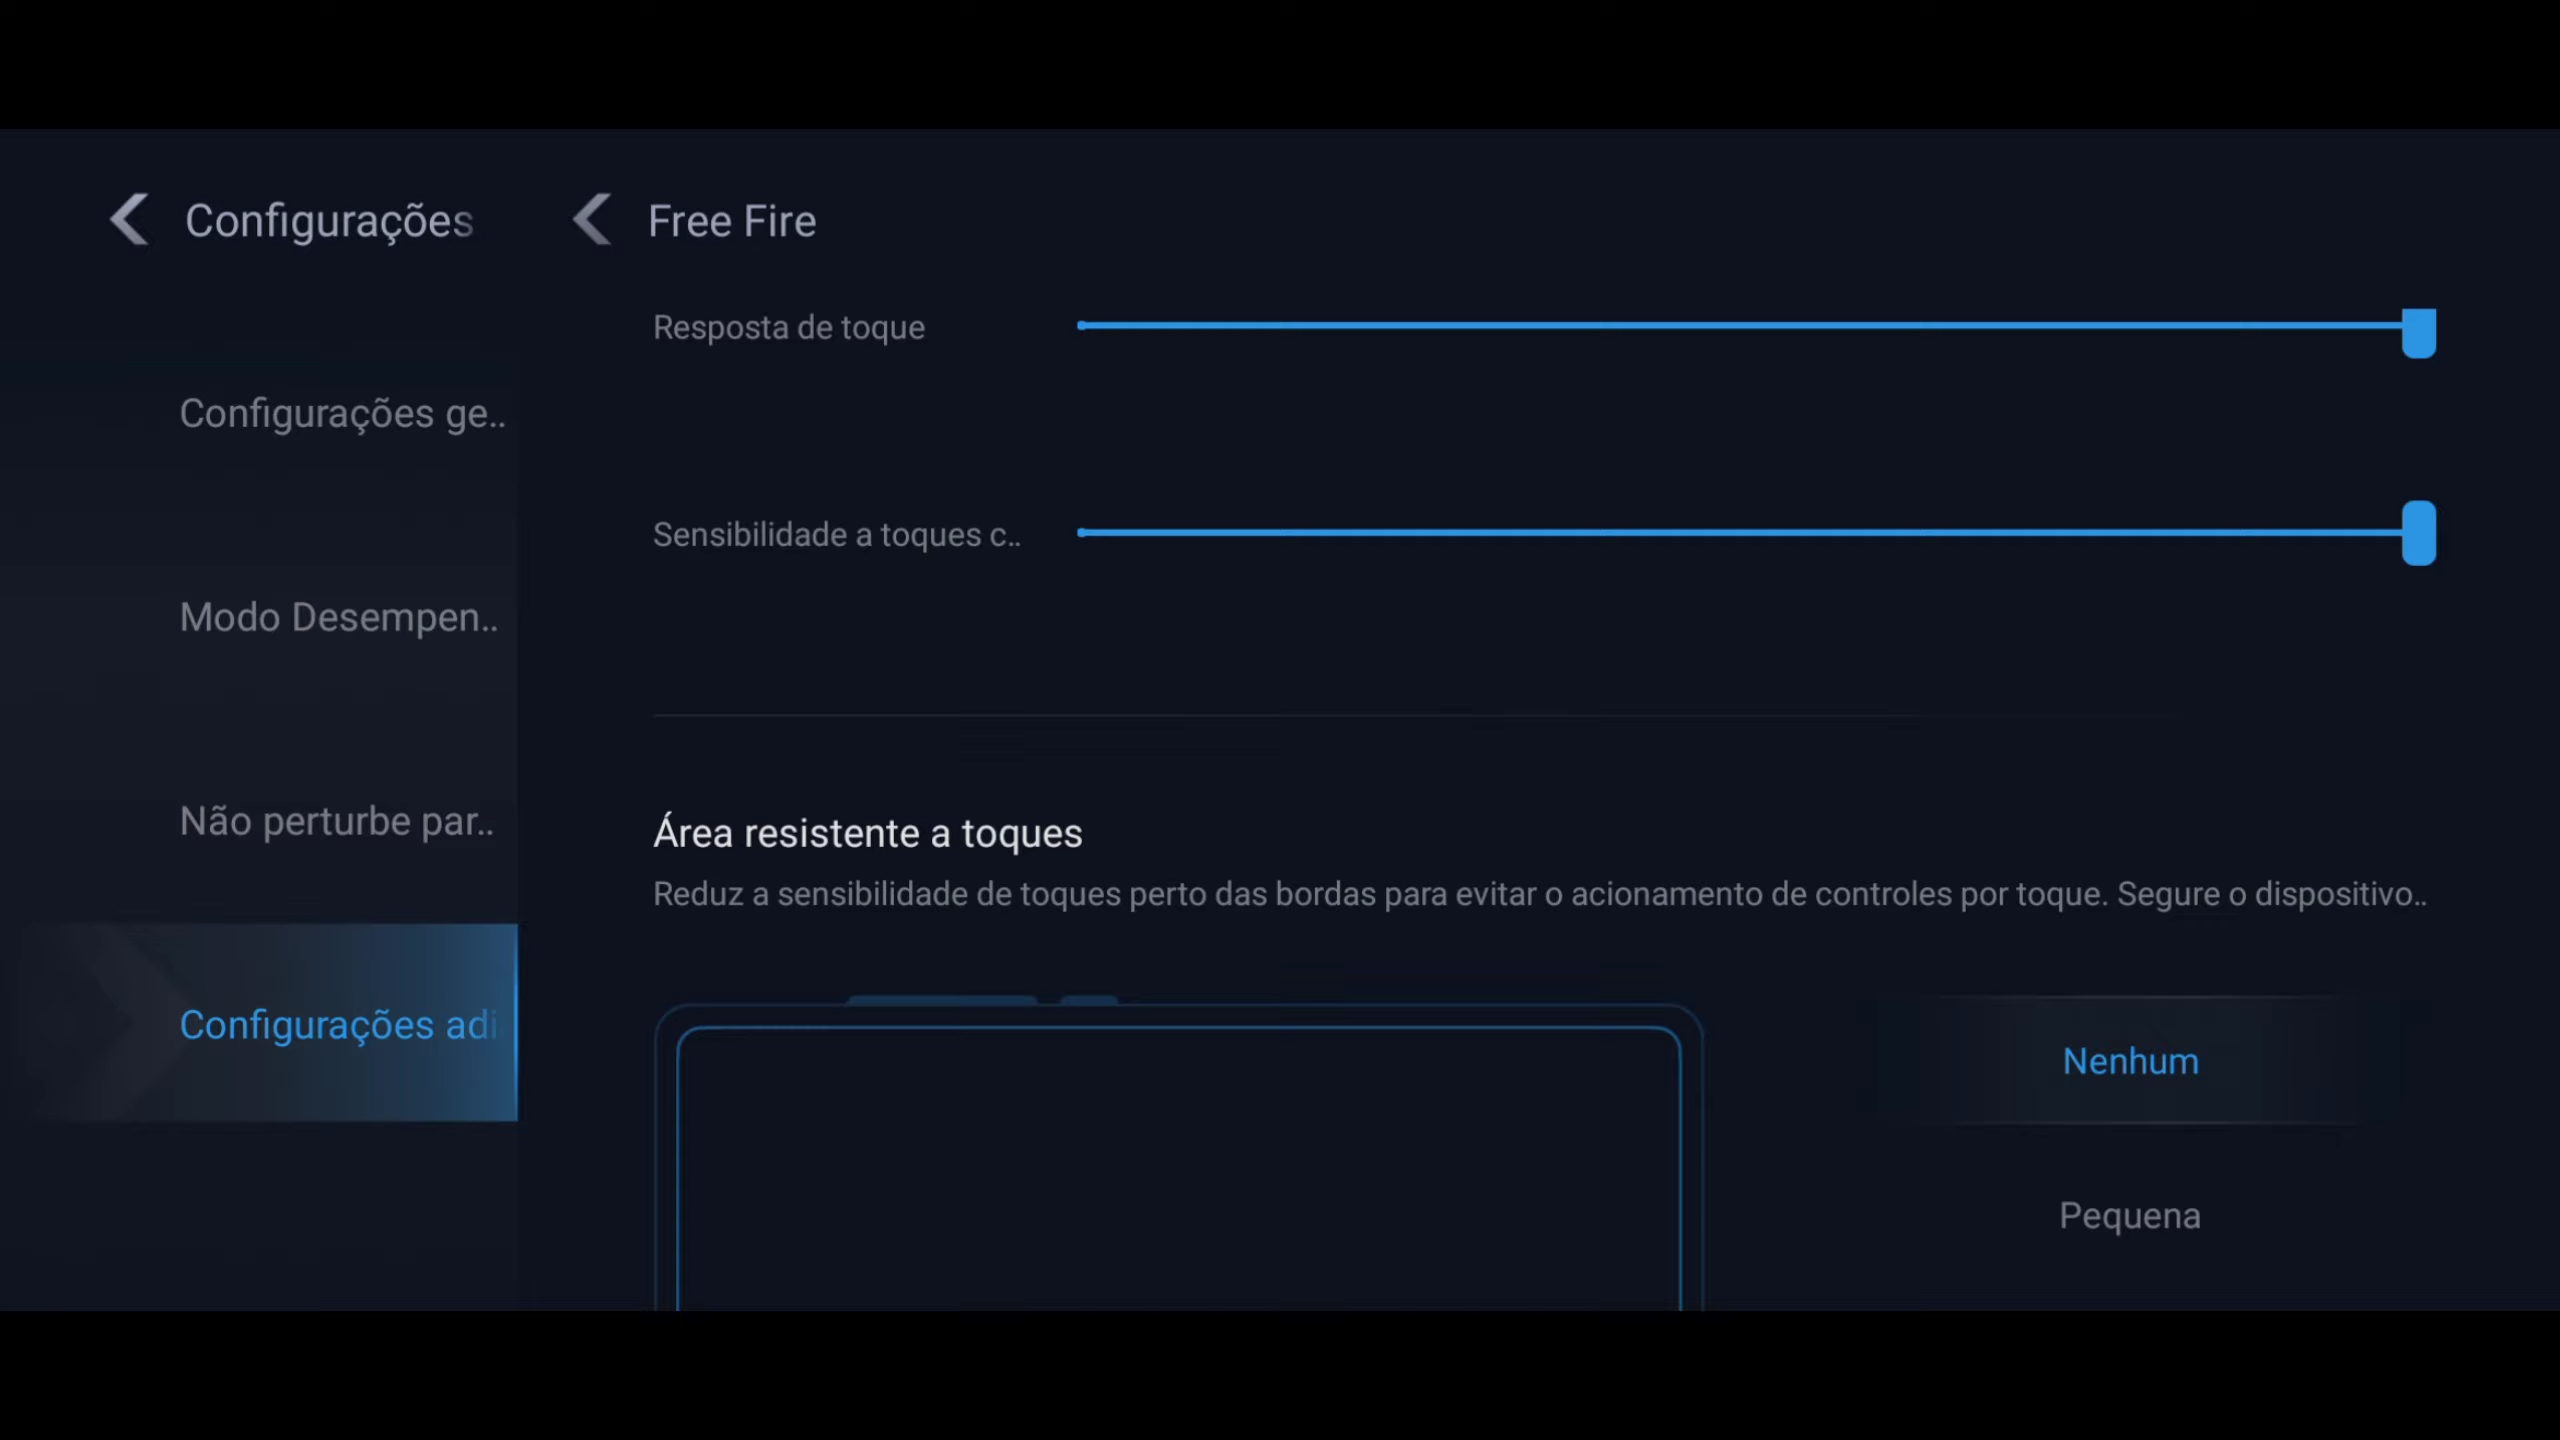 Configurações
Free Fire
Resposta de toque
Configurações ge..
Sensibilidade a toques c..
Modo Desempen..
Não perturbe par..
Área resistente a toques
Reduz a sensibilidade de toques perto das bordas para evitar o acionamento de controles por toque. Segure o dispositivo..
Configurações adi
Nenhum
Pequena